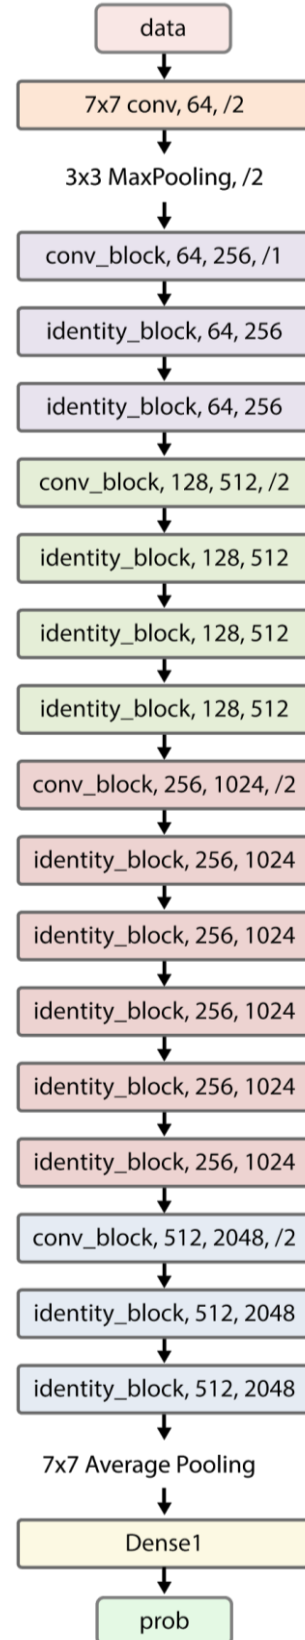 data
7x7 conv, 64, /2
3x3 MaxPooling, /2
conv_block, 64, 256, /1
identity_block, 64, 256
identity_block, 64, 256
conv_block, 128, 512, /2
identity_block, 128, 512
identity_block, 128, 512
identity_block, 128, 512
conv_block, 256, 1024, /2
identity_block, 256, 1024
identity_block, 256, 1024
identity_block, 256, 1024
identity_block, 256, 1024
identity_block, 256, 1024
conv_block, 512, 2048, /2
identity_block, 512, 2048
identity_block, 512, 2048
7x7 Average Pooling
Dense1
prob